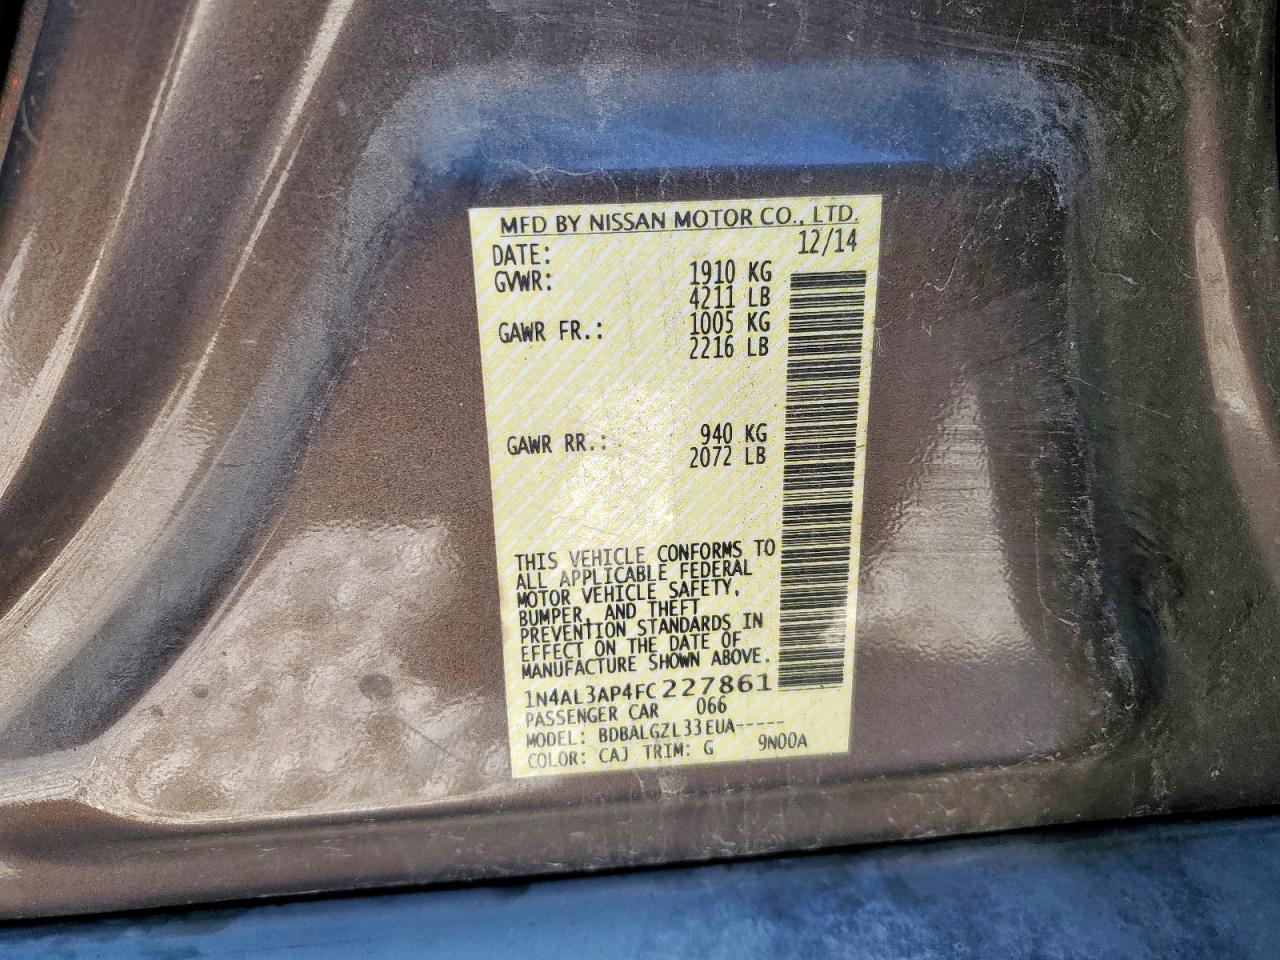 MFD BY NISSAN MOTOR CO., LTD.
DATE: 12/14
GVWR: 1910 KG
4211 LB
GAWR FR.: 1005 KG
2216 LB
GAWR RR.: 940 KG
2072 LB
THIS VEHICLE CONFORMS TO
ALL APPLICABLE FEDERAL
MOTOR VEHICLE SAFETY,
BUMPER, AND THEFT
PREVENTION STANDARDS IN
EFFECT ON THE DATE OF
MANUFACTURE SHOWN ABOVE.
1N4AL3AP4FC227861
PASSENGER CAR 066
MODEL: BDBALGZL33EUA-----
COLOR: CAJ TRIM: G 9N00A